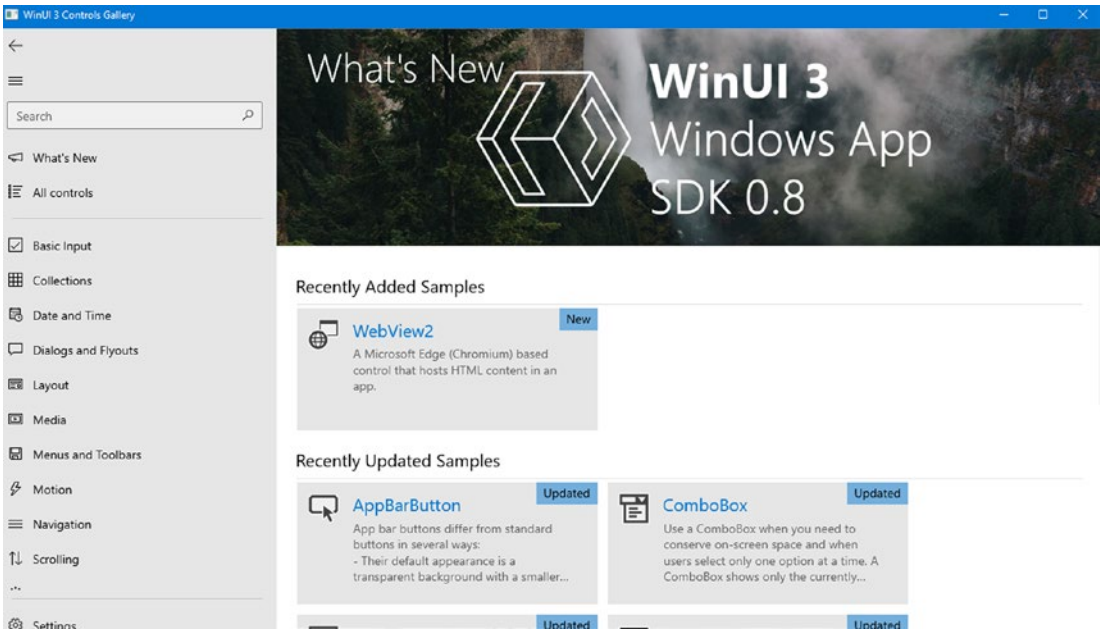 WinUI 3 Controls Gallery
Search
What's New
All controls
Basic Input
Collections
Date and Time
Dialogs and Flyouts
Layout
Media
Menus and Toolbars
Motion
Navigation
Scrolling
Settings
What's New
WinUI 3
Windows App
SDK 0.8
Recently Added Samples
New
WebView2
A Microsoft Edge (Chromium) based
control that hosts HTML content in an
app.
Recently Updated Samples
Updated
AppBarButton
App bar buttons differ from standard
buttons in several ways:
- Their default appearance is a
transparent background with a smaller...
Updated
ComboBox
Use a ComboBox when you need to
conserve on-screen space and when
users select only one option at a time. A
ComboBox shows only the currently...
Updated
Updated